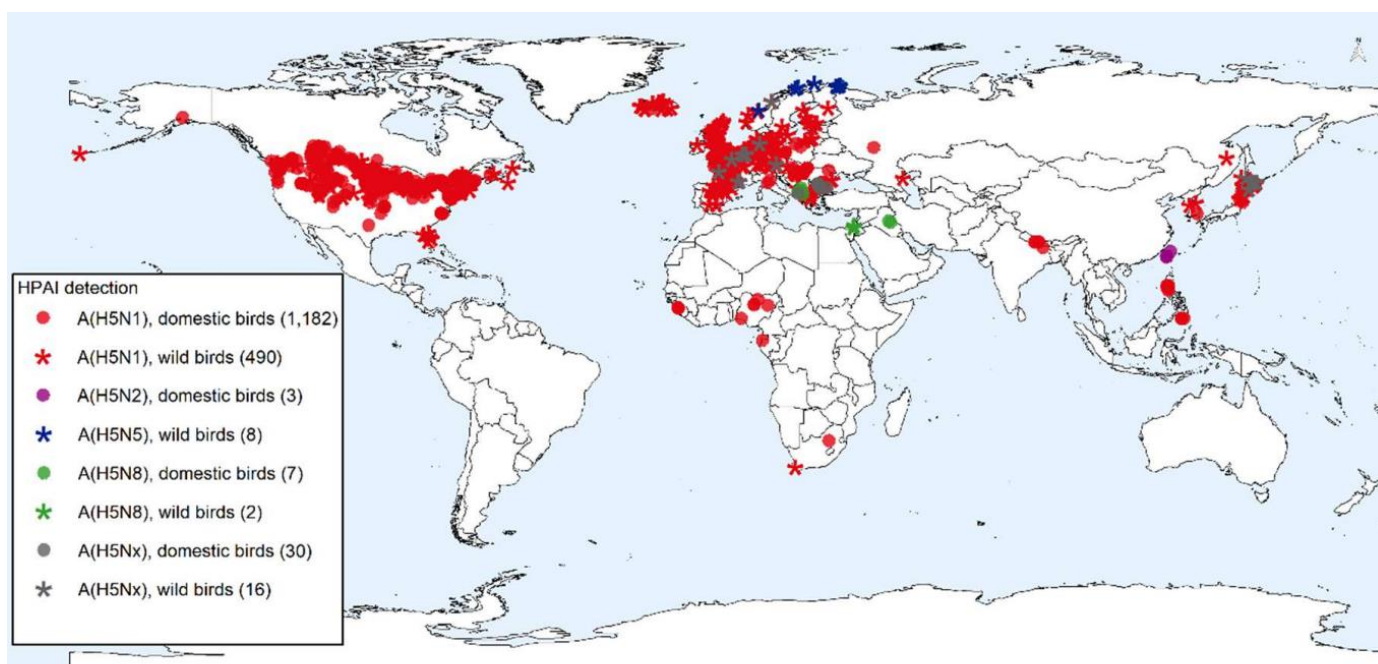 N
HPAI detection
A(H5N1), domestic birds (1,182)
A(H5N1), wild birds (490)
A(H5N2), domestic birds (3)
A(H5N5), wild birds (8)
A(H5N8), domestic birds (7)
A(H5N8), wild birds (2)
A(H5Nx), domestic birds (30)
A(H5Nx), wild birds (16)